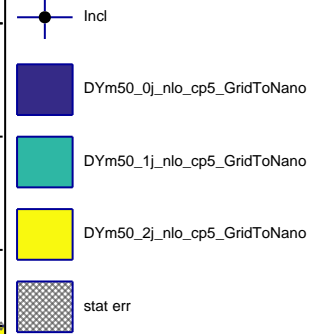 Incl
DYm50_0j_nlo_cp5_GridToNano
DYm50_1j_nlo_cp5_GridToNano
DYm50_2j_nlo_cp5_GridToNano
stat err